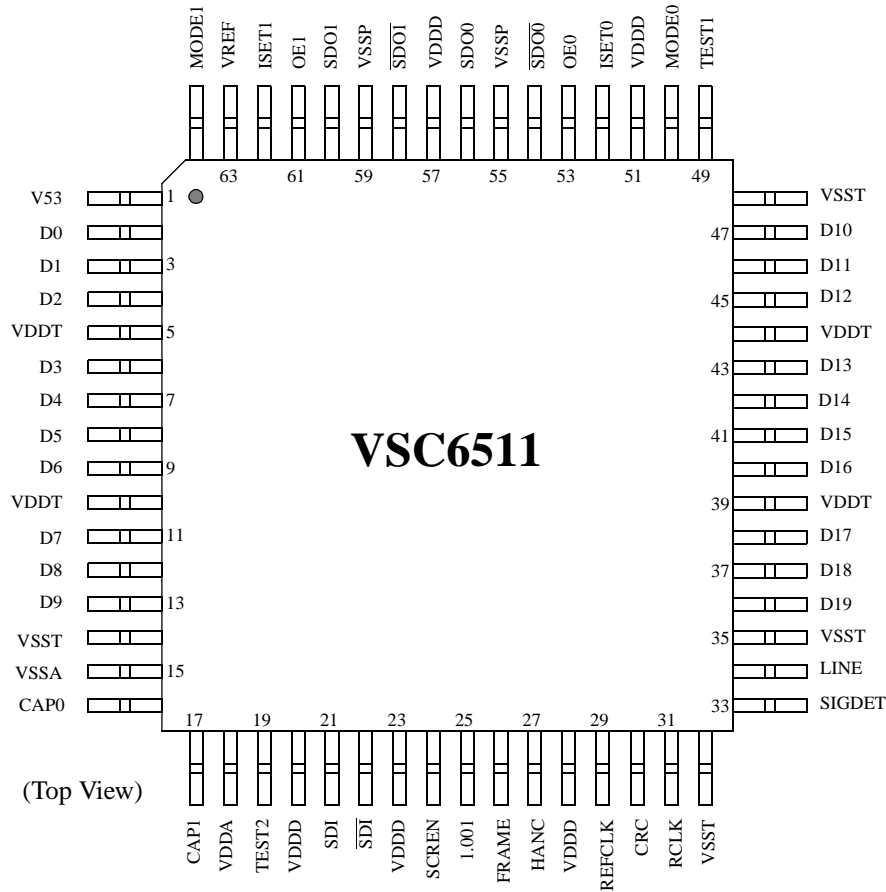 MODE1 VREF ISET1 OE1 SDO1 VSSP S̅D̅O̅1̅ VDDD SDO0 VSSP S̅D̅O̅0̅ OE0 ISET0 VDDD MODE0 TEST1
63 61 59 57 55 53 51 49
V53 1 VSST
D0 47 D10
D1 3 D11
D2 45 D12
VDDT 5 VDDT
D3 43 D13
D4 7 D14
D5 41 D15
VSC6511
D6 9 D16
VDDT 39 VDDT
D7 11 D17
D8 37 D18
D9 13 D19
VSST 35 VSST
VSSA 15 LINE
CAP0 33 SIGDET
17 19 21 23 25 27 29 31
(Top View)
CAP1 VDDA TEST2 VDDD SDI S̅D̅I̅ VDDD SCREN 1.001 FRAME HANC VDDD REFCLK CRC RCLK VSST